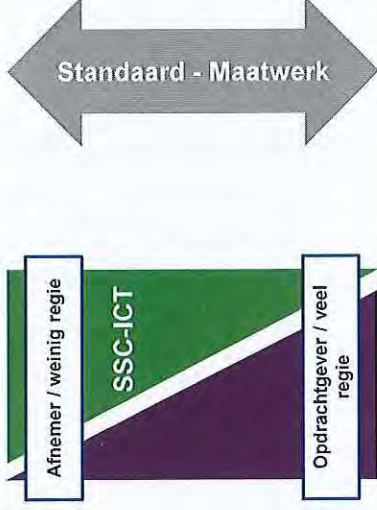 Standaard - Maatwerk
Afnemer / weinig regie
SSC-ICT
Opdrachtgever / veel
regie